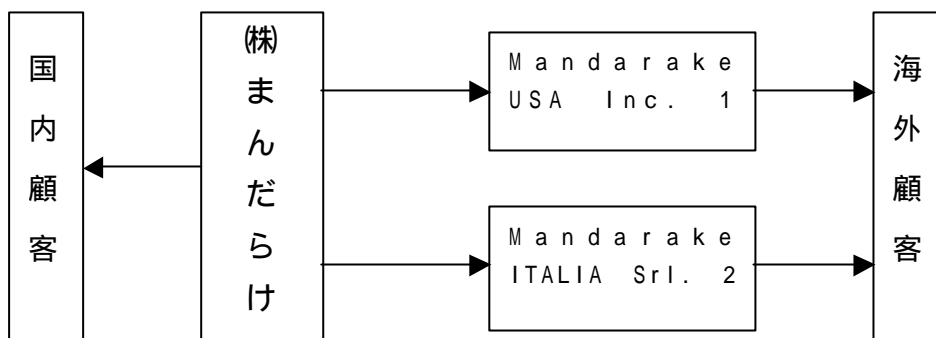 国内顧客
㈱まんだらけ
Mandarake
USA Inc. 1
Mandarake
ITALIA Srl. 2
海外顧客